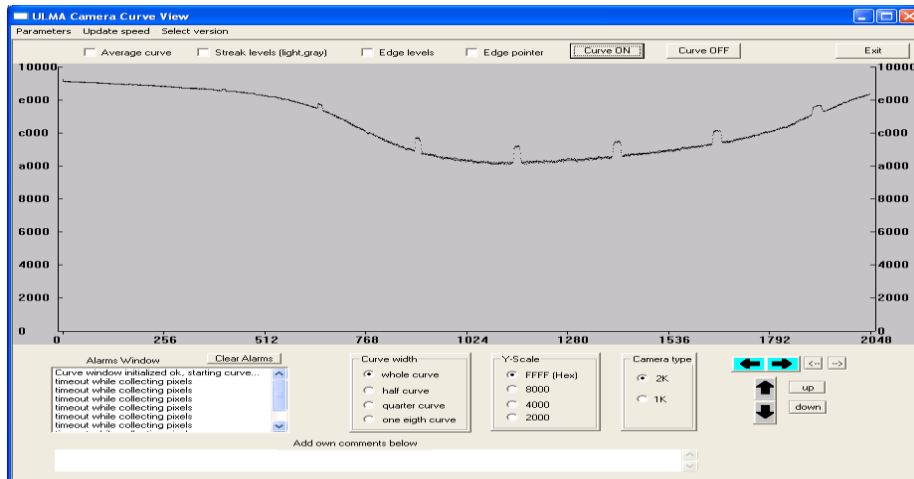 ULMA Camera Curve View
Parameters Update speed Select version
Average curve Streak levels (light,gray) Edge levels Edge pointer Curve ON Curve OFF Exit
10000 10000
e000 e000
c000 c000
a000 a000
8000 8000
6000 6000
4000 4000
2000 2000
0 0
0 256 512 768 1024 1280 1536 1792 2048
Alarms Window Clear Alarms
Curve window initialized ok, starting curve...
timeout while collecting pixels
timeout while collecting pixels
timeout while collecting pixels
timeout while collecting pixels
timeout while collecting pixels
timeout while collecting pixels
Curve width
whole curve
half curve
quarter curve
one eigth curve
Y-Scale
FFFF (Hex)
8000
4000
2000
Camera type
2K
1K
<-- -->
up
down
Add own comments below